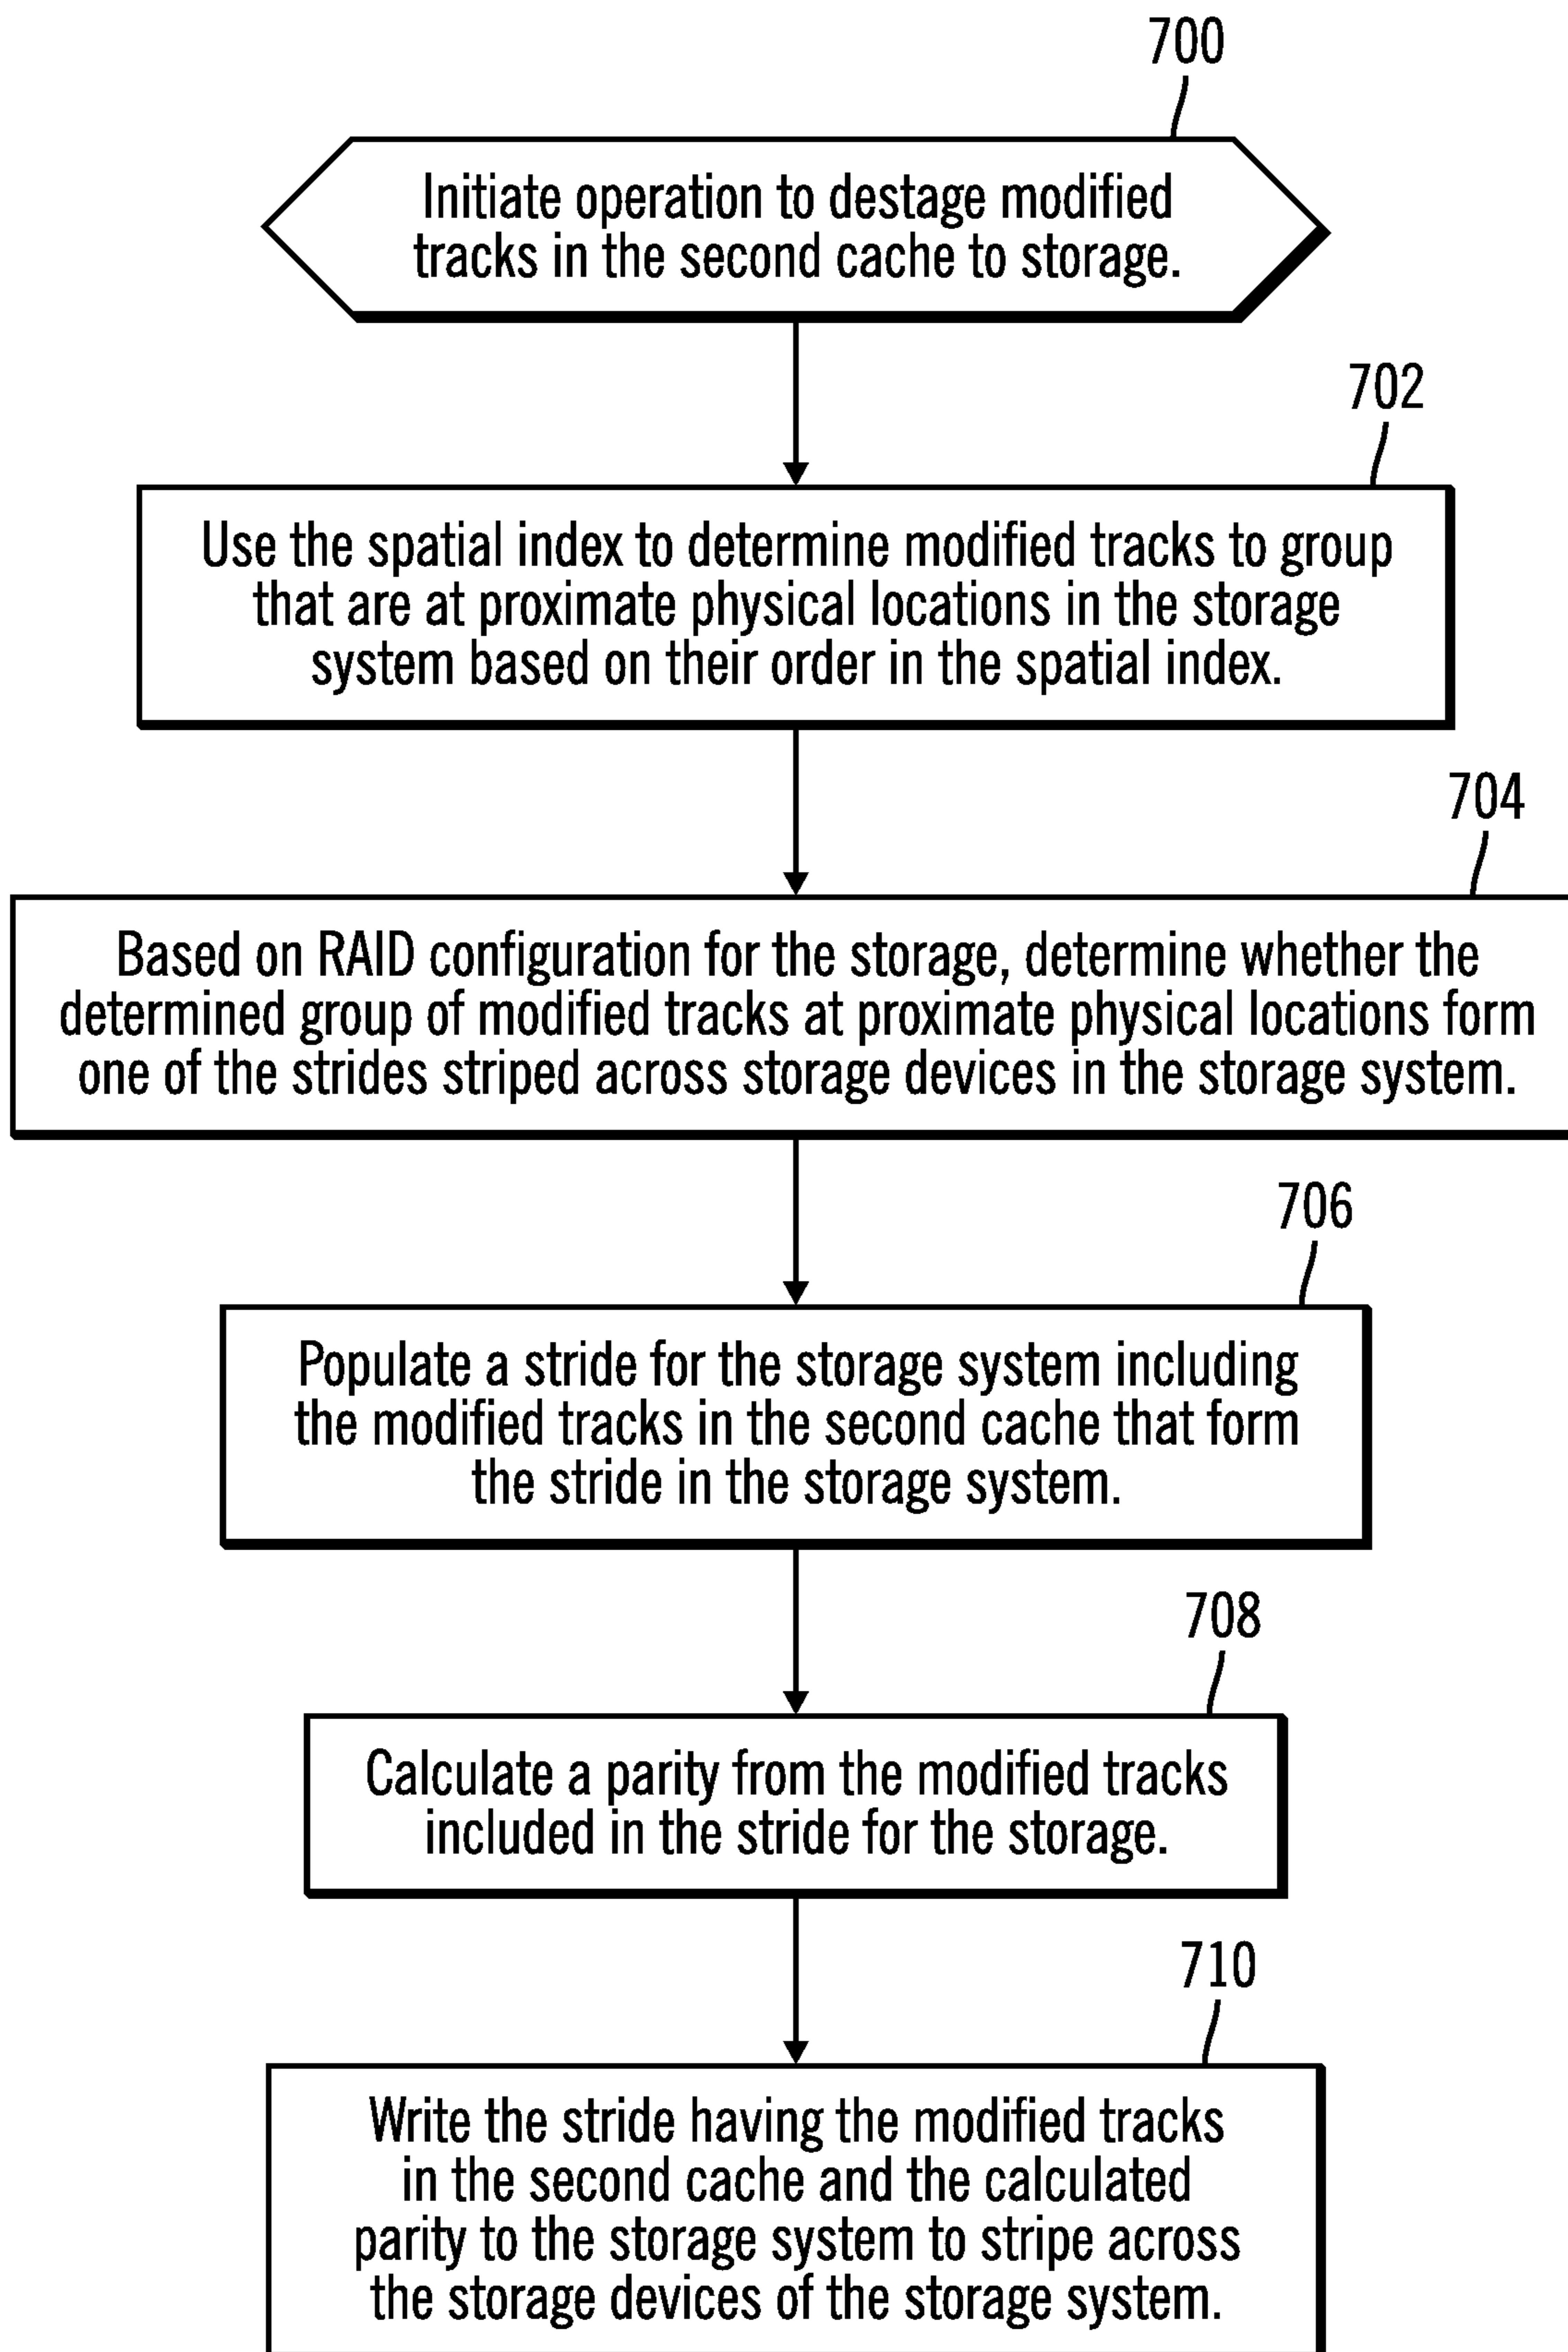 700
Initiate operation to destage modified
tracks in the second cache to storage.
702
Use the spatial index to determine modified tracks to group
that are at proximate physical locations in the storage
system based on their order in the spatial index.
704
Based on RAID configuration for the storage, determine whether the
determined group of modified tracks at proximate physical locations form
one of the strides striped across storage devices in the storage system.
706
Populate a stride for the storage system including
the modified tracks in the second cache that form
the stride in the storage system.
708
Calculate a parity from the modified tracks
included in the stride for the storage.
710
Write the stride having the modified tracks
in the second cache and the calculated
parity to the storage system to stripe across
the storage devices of the storage system.